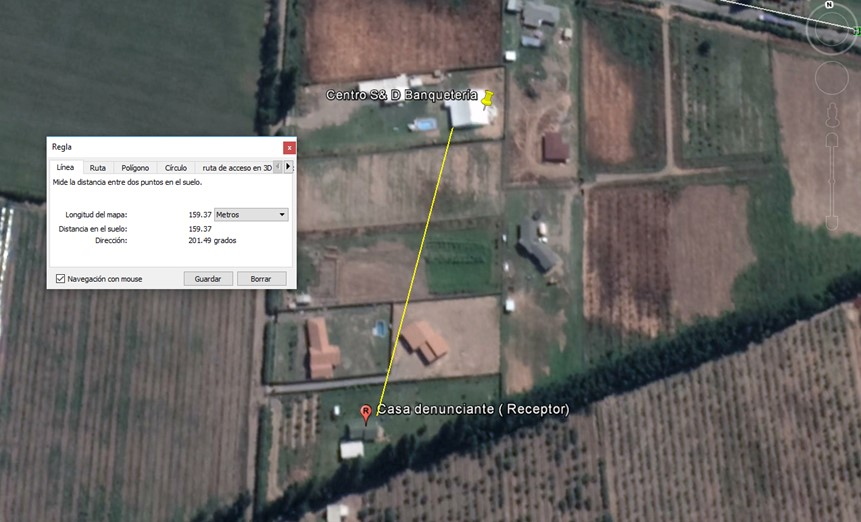 N
Centro S& D Banquetería
Regla
x
Línea Ruta Polígono Círculo ruta de acceso en 3D
Mide la distancia entre dos puntos en el suelo.
Longitud del mapa: 159.37 Metros
Distancia en el suelo: 159.37
Dirección: 201.49 grados
Navegación con mouse Guardar Borrar
R
Casa denunciante ( Receptor)